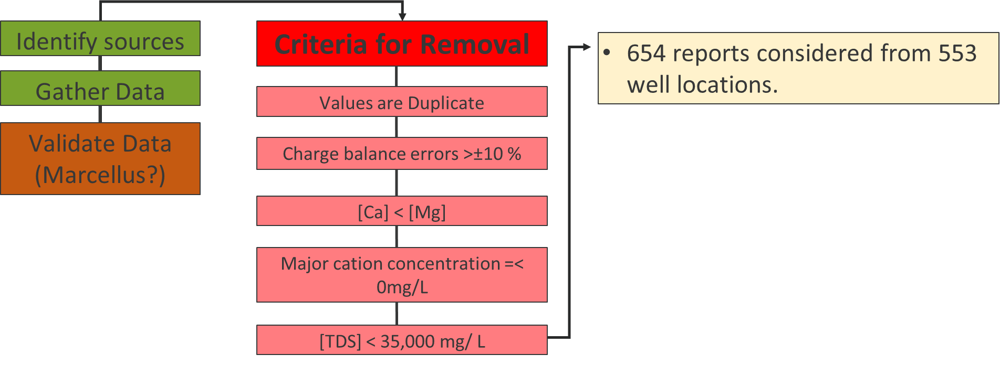 Identify sources
Gather Data
Validate Data
(Marcellus?)
Criteria for Removal
Values are Duplicate
Charge balance errors >±10 %
[Ca] < [Mg]
Major cation concentration =<
0mg/L
[TDS] < 35,000 mg/ L
• 654 reports considered from 553
well locations.